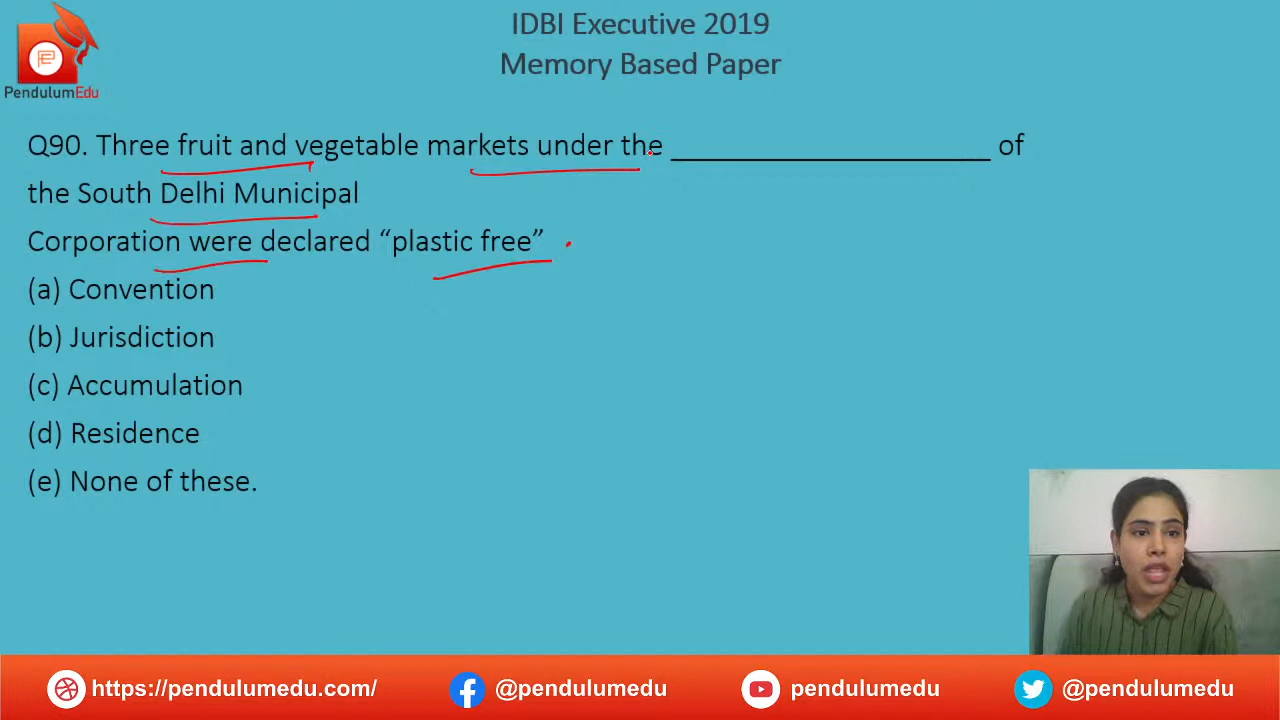 IDBI Executive 2019
Memory Based Paper
PendulumEdu
Q90. Three fruit and vegetable markets under the ____________________ of
the South Delhi Municipal
Corporation were declared “plastic free”
(a) Convention
(b) Jurisdiction
(c) Accumulation
(d) Residence
(e) None of these.
https://pendulumedu.com/ @pendulumedu pendulumedu @pendulumedu